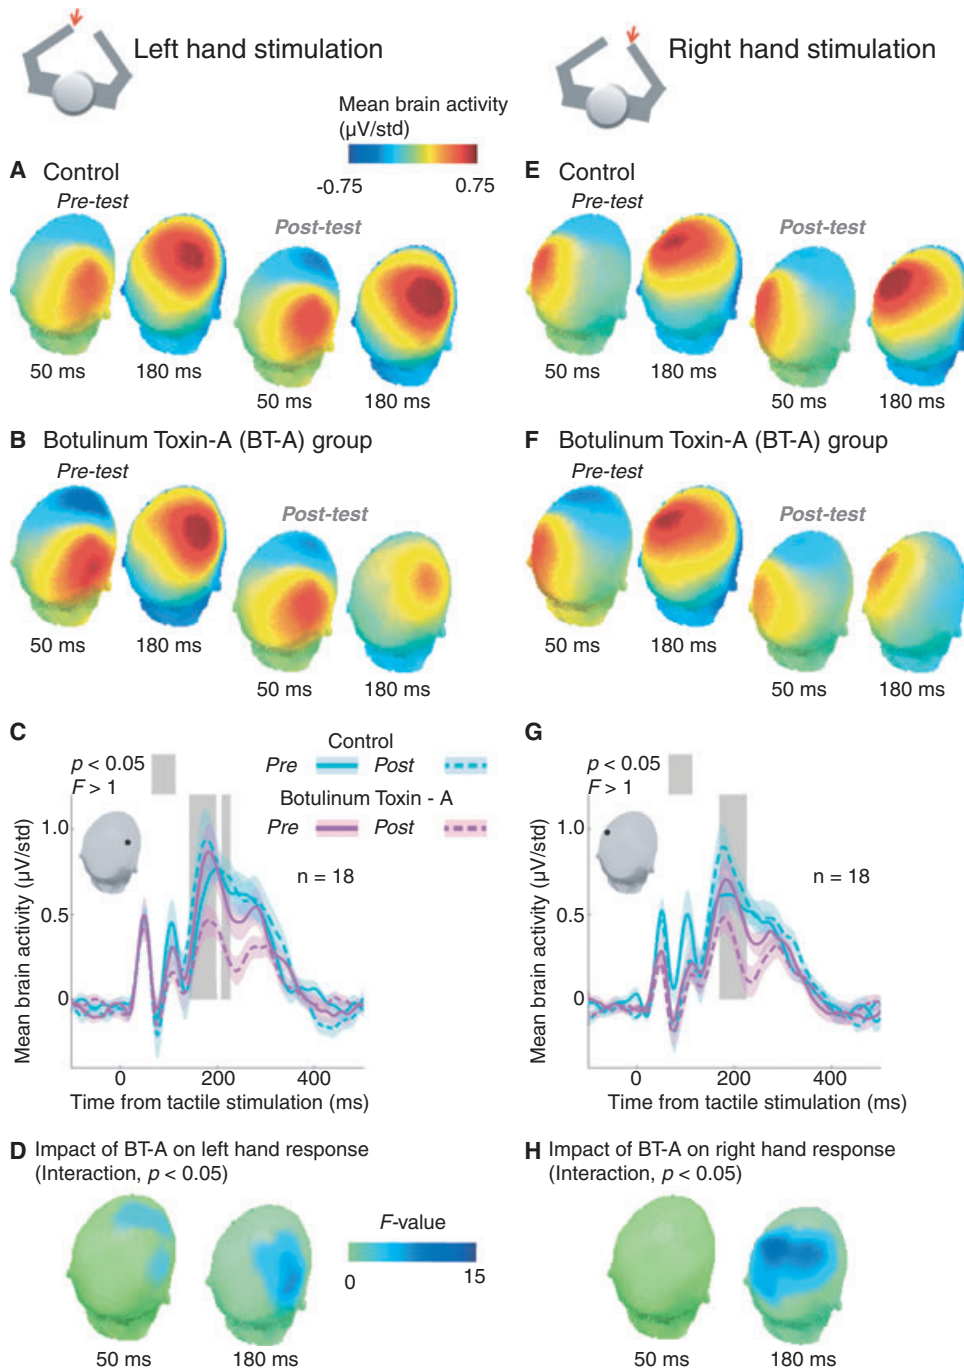 Left hand stimulation
Right hand stimulation
Mean brain activity
(µV/std)
-0.75
0.75
A Control
Pre-test
Post-test
50 ms
180 ms
50 ms
180 ms
E Control
Pre-test
Post-test
50 ms
180 ms
50 ms
180 ms
B Botulinum Toxin-A (BT-A) group
Pre-test
Post-test
50 ms
180 ms
50 ms
180 ms
F Botulinum Toxin-A (BT-A) group
Pre-test
Post-test
50 ms
180 ms
50 ms
180 ms
C
p < 0.05
F > 1
Control
Pre
Post
Botulinum Toxin - A
Pre
Post
n = 18
Mean brain activity (µV/std)
1.0
0.5
0
0
200
400
Time from tactile stimulation (ms)
G
p < 0.05
F > 1
n = 18
Mean brain activity (µV/std)
1.0
0.5
0
0
200
400
Time from tactile stimulation (ms)
D Impact of BT-A on left hand response
(Interaction, p < 0.05)
50 ms
180 ms
F-value
0
15
H Impact of BT-A on right hand response
(Interaction, p < 0.05)
50 ms
180 ms